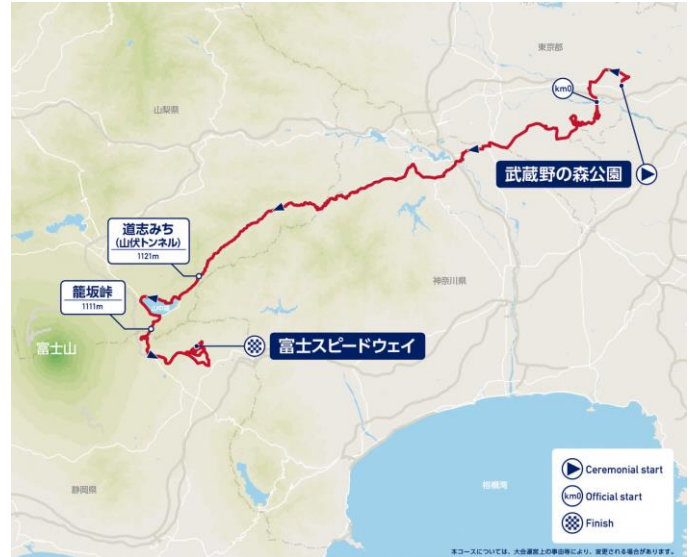 東京都
km0
山梨県
武蔵野の森公園
道志みち
(山伏トンネル)
1121m
神奈川県
籠坂峠
1111m
富士山
富士スピードウェイ
静岡県
相模湾
Ceremonial start
km0 Official start
Finish
本コースについては、大会運営上の事由等により、変更される場合があります。